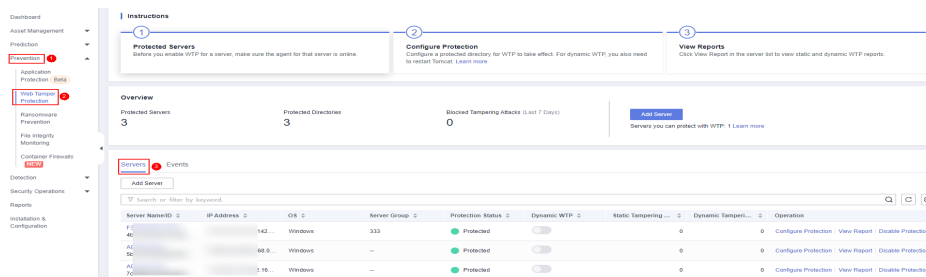 Dashboard
Asset Management
Prediction
Prevention 1
Application
Protection (Beta)
Web Tamper 2
Protection
Ransomware
Prevention
File Integrity
Monitoring
Container Firewalls
NEW
Detection
Security Operations
Reports
Installation &
Configuration
Instructions
1
Protected Servers
Before you enable WTP for a server, make sure the agent for that server is online.
2
Configure Protection
Configure a protected directory for WTP to take effect. For dynamic WTP, you also need
to restart Tomcat. Learn more
3
View Reports
Click View Report in the server list to view static and dynamic WTP reports.
Overview
Protected Servers
3
Protected Directories
3
Blocked Tampering Attacks (Last 7 Days)
0
Add Server
Servers you can protect with WTP: 1 Learn more
Servers 3 Events
Add Server
Search or filter by keyword.
Server Name/ID IP Address OS Server Group Protection Status Dynamic WTP Static Tampering ... Dynamic Tamperi... Operation
142... Windows 333 Protected 0 0 Configure Protection View Report Disable Protectio
68.0... Windows -- Protected 0 0 Configure Protection View Report Disable Protectio
.16... Windows -- Protected 0 0 Configure Protection View Report Disable Protectio